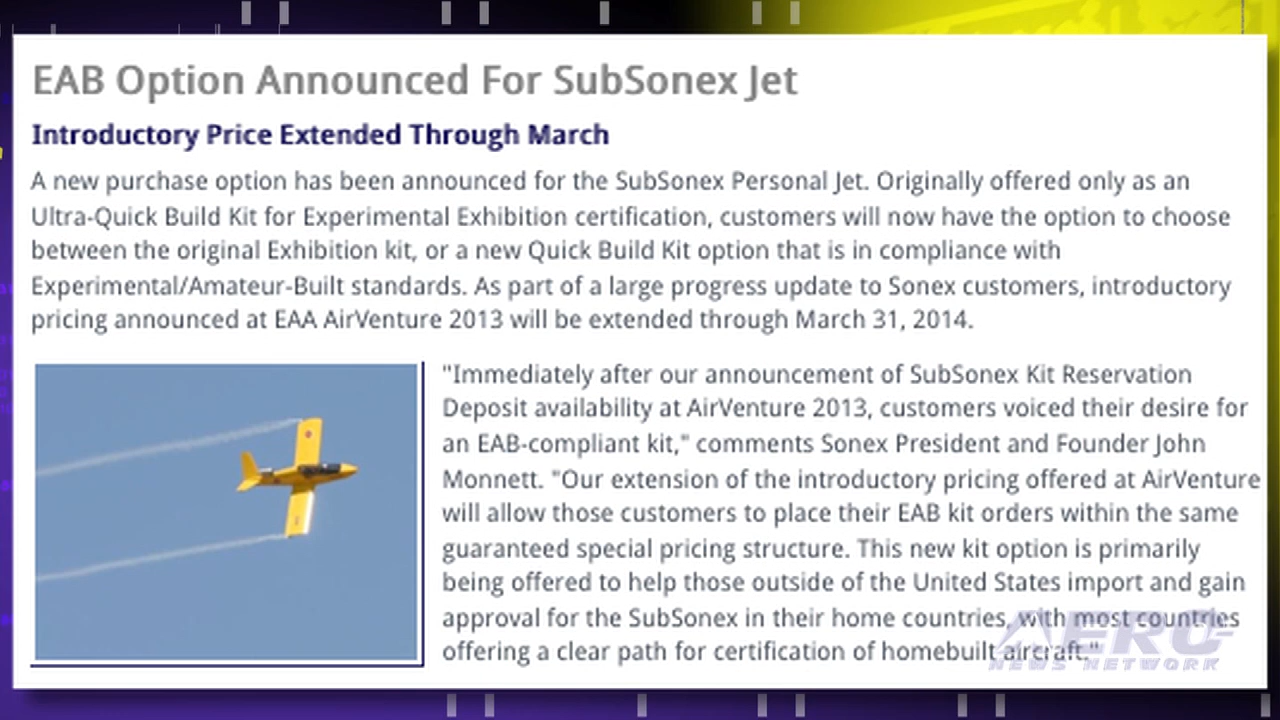 EAB Option Announced For SubSonex Jet
Introductory Price Extended Through March
A new purchase option has been announced for the SubSonex Personal Jet. Originally offered only as an
Ultra-Quick Build Kit for Experimental Exhibition certification, customers will now have the option to choose
between the original Exhibition kit, or a new Quick Build Kit option that is in compliance with
Experimental/Amateur-Built standards. As part of a large progress update to Sonex customers, introductory
pricing announced at EAA AirVenture 2013 will be extended through March 31, 2014.
"Immediately after our announcement of SubSonex Kit Reservation
Deposit availability at AirVenture 2013, customers voiced their desire for
an EAB-compliant kit," comments Sonex President and Founder John
Monnett. "Our extension of the introductory pricing offered at AirVenture
will allow those customers to place their EAB kit orders within the same
guaranteed special pricing structure. This new kit option is primarily
being offered to help those outside of the United States import and gain
approval for the SubSonex in their home countries, with most countries
offering a clear path for certification of homebuilt aircraft."
AERO
NEWS NETWORK